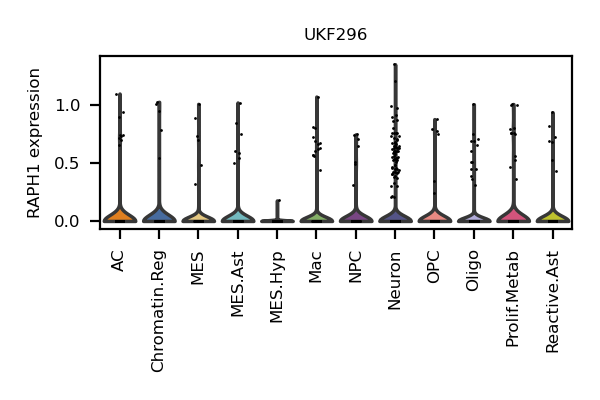 UKF296
RAPH1 expression
1.0
0.5
0.0
AC
Chromatin.Reg
MES
MES.Ast
MES.Hyp
Mac
NPC
Neuron
OPC
Oligo
Prolif.Metab
Reactive.Ast